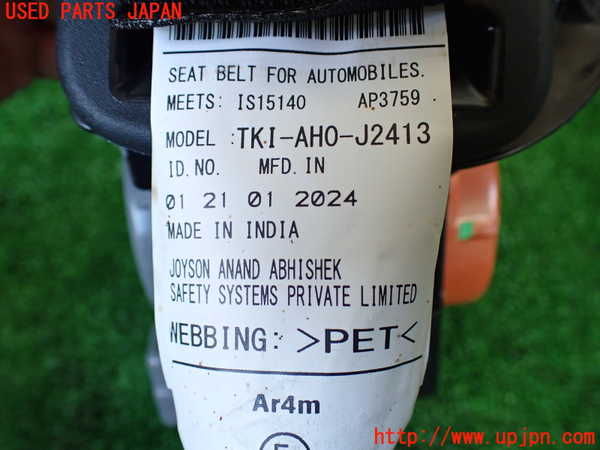 USED PARTS JAPAN
SEAT BELT FOR AUTOMOBILES.
MEETS: IS15140 AP3759
MODEL :TKI-AHO-J2413
ID.NO. MFD.IN
01 21 01 2024
MADE IN INDIA
JOYSON ANAND ABHISHEK
SAFETY SYSTEMS PRIVATE LIMITED
WEBBING: >PET<
Ar4m
E
http://www.upjpn.com/